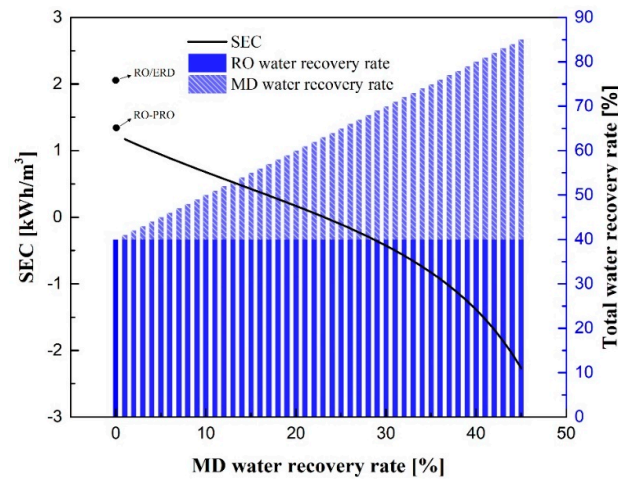 SEC
RO water recovery rate
MD water recovery rate
RO/ERD
RO-PRO
SEC [kWh/m³]
3
2
1
0
-1
-2
-3
Total water recovery rate [%]
90
80
70
60
50
40
30
20
10
0
0
10
20
30
40
50
MD water recovery rate [%]